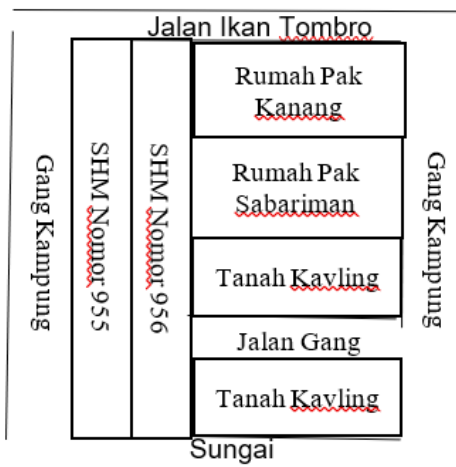 Jalan Ikan Tombro
Gang Kampung
SHM Nomor 955
SHM Nomor 956
Rumah Pak
Kanang
Rumah Pak
Sabariman
Tanah Kavling
Jalan Gang
Tanah Kavling
Gang Kampung
Sungai